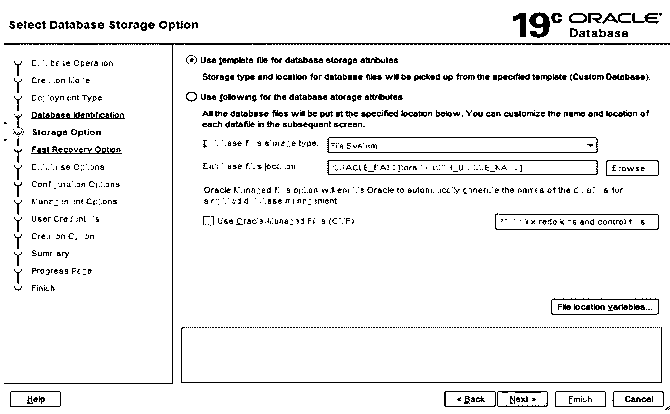 Select Database Storage Option
19c ORACLE
Database
Database Operation
Creation Mode
Deployment Type
Database Identification
Storage Option
Fast Recovery Option
Database Options
Configuration Options
Management Options
User Credentials
Creation Option
Summary
Progress Page
Finish
Use template file for database storage attributes
Storage type and location for database files will be picked up from the specified template (Custom Database).
Use following for the database storage attributes
All the database files will be put at the specified location below. You can customize the name and location of
each datafile in the subsequent screen.
Database files storage type:
File System
Database files location:
Browse...
Oracle Managed Files option will enable Oracle to automatically generate the names of the datafiles for
simplified database management.
Use Oracle-Managed Files (OMF)
Multiplex redo logs and control files...
File location variables...
Help
< Back
Next >
Finish
Cancel